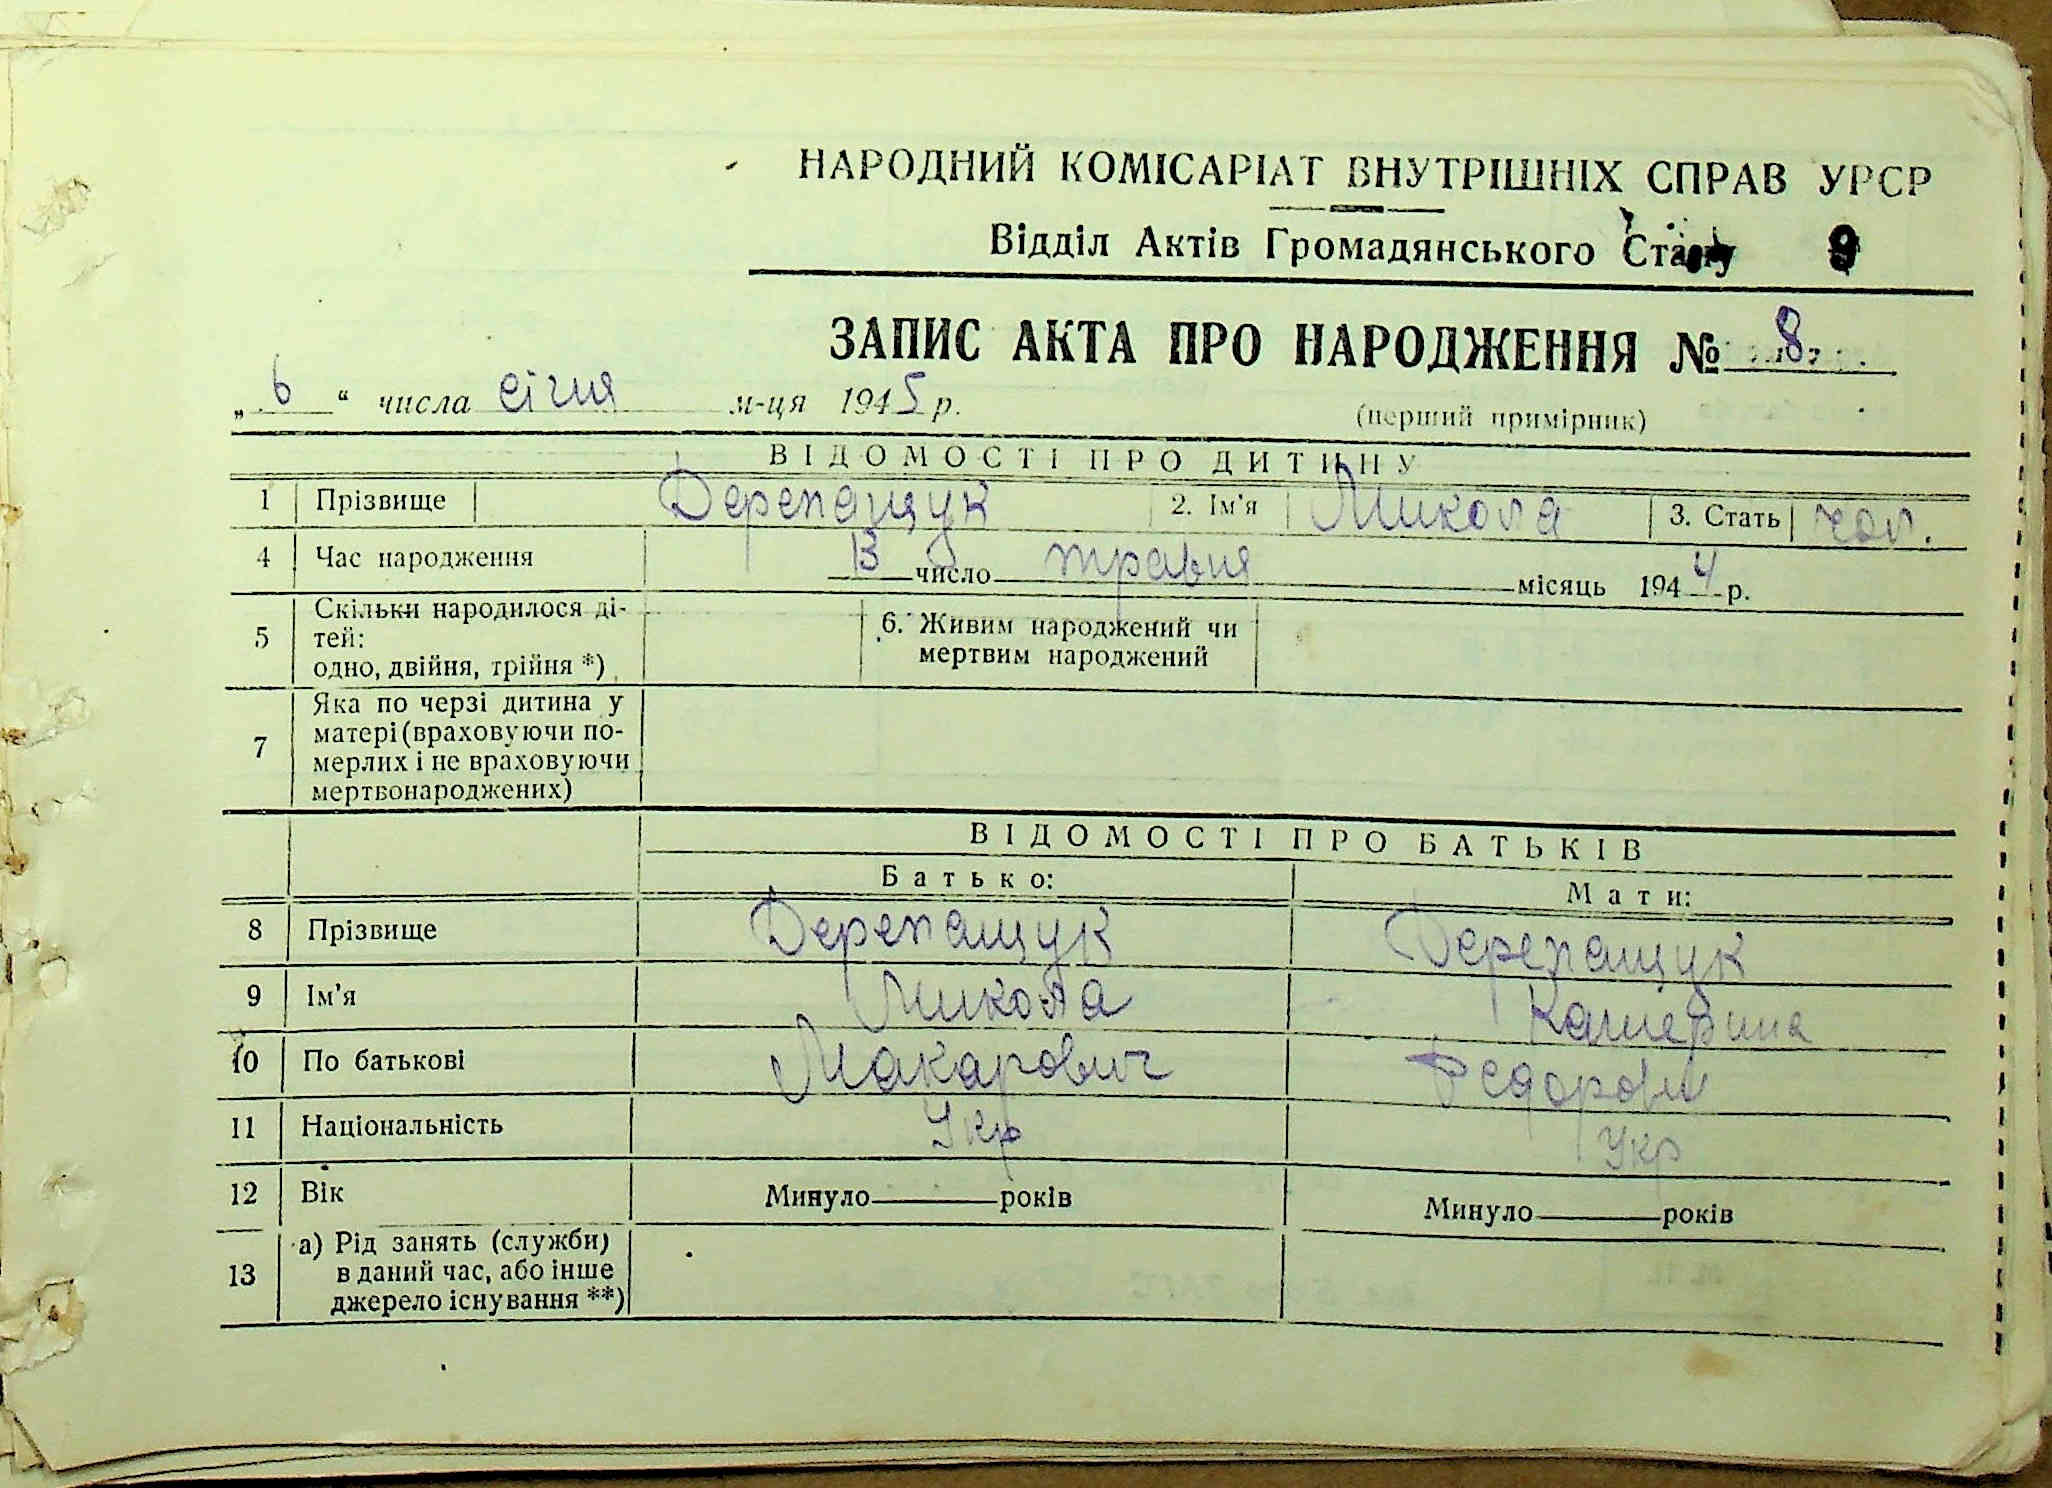 НАРОДНИЙ КОМІСАРІАТ ВНУТРІШНІХ СПРАВ УРСР
Відділ Актів Громадянського Стану 9
ЗАПИС АКТА ПРО НАРОДЖЕННЯ № 8
„ 6 “ числа січня м-ця 1945 р. (перший примірник)
ВІДОМОСТІ ПРО ДИТИНУ
1 Прізвище Дерепащук 2. Ім'я Микола 3. Стать чол.
4 Час народження 13 число травня місяць 1944 р.
5 Скільки народилося ді-
тей:
одно, двійня, трійня *)
6. Живим народжений чи
мертвим народжений
7 Яка по черзі дитина у
матері (враховуючи по-
мерлих і не враховуючи
мертвонароджених)
ВІДОМОСТІ ПРО БАТЬКІВ
Батько: Мати:
8 Прізвище Дерепащук Дерепащук
9 Ім'я Микола Катерина
10 По батькові Макарович
11 Національність Укр Укр
12 Вік Минуло років Минуло років
13 а) Рід занять (служби)
в даний час, або інше
джерело існування **)